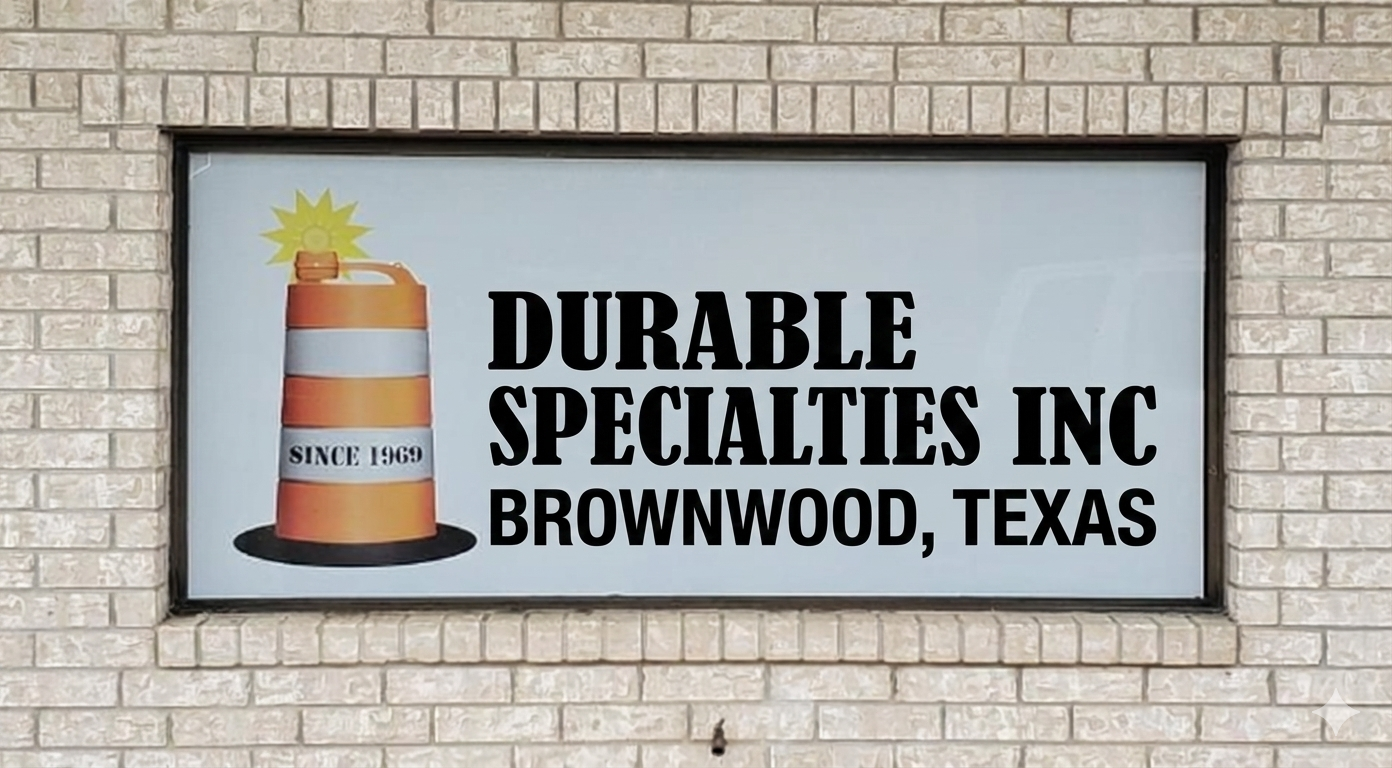 SINCE 1969
DURABLE
SPECIALTIES INC
BROWNWOOD, TEXAS